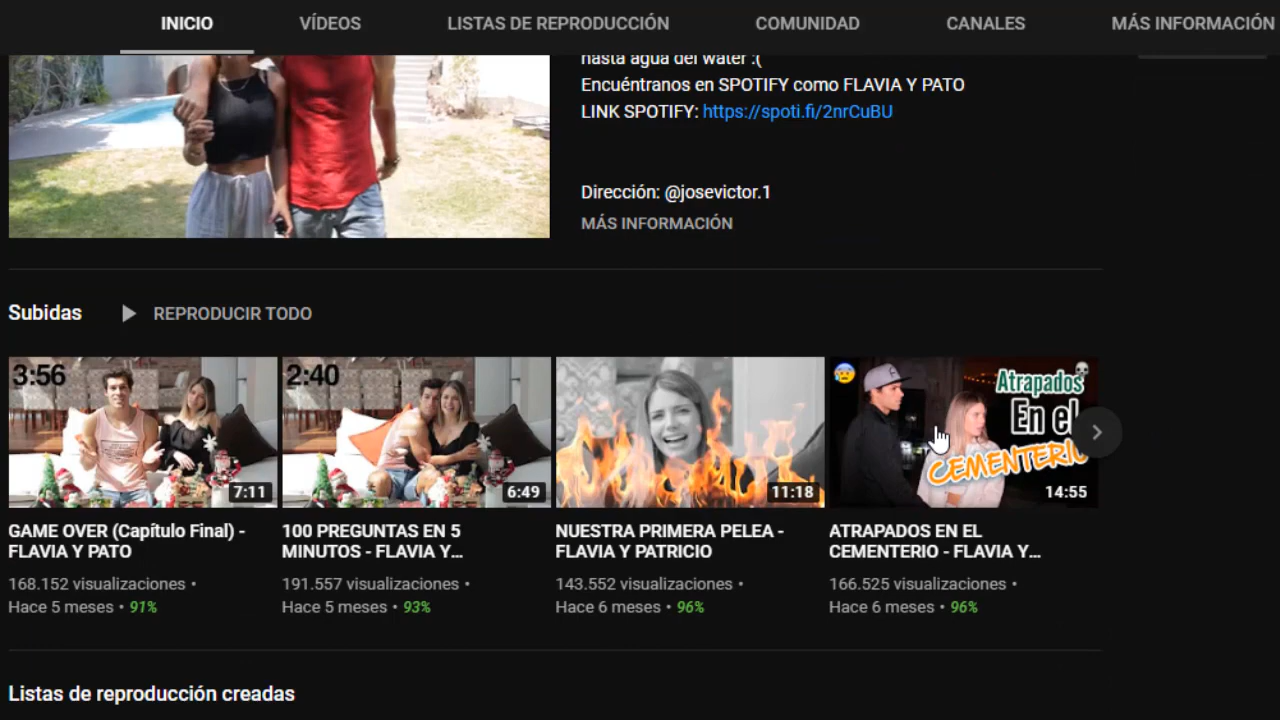 INICIO
VÍDEOS
LISTAS DE REPRODUCCIÓN
COMUNIDAD
CANALES
MÁS INFORMACIÓN
hasta agua del water :(
Encuéntranos en SPOTIFY como FLAVIA Y PATO
LINK SPOTIFY: https://spoti.fi/2nrCuBU
Dirección: @josevictor.1
MÁS INFORMACIÓN
Subidas
REPRODUCIR TODO
3:56
7:11
GAME OVER (Capítulo Final) -
FLAVIA Y PATO
168.152 visualizaciones •
Hace 5 meses • 91%
2:40
6:49
100 PREGUNTAS EN 5
MINUTOS - FLAVIA Y...
191.557 visualizaciones •
Hace 5 meses • 93%
11:18
NUESTRA PRIMERA PELEA -
FLAVIA Y PATRICIO
143.552 visualizaciones •
Hace 6 meses • 96%
Atrapados
En el
CEMENTERIO
14:55
ATRAPADOS EN EL
CEMENTERIO - FLAVIA Y...
166.525 visualizaciones •
Hace 6 meses • 96%
Listas de reproducción creadas